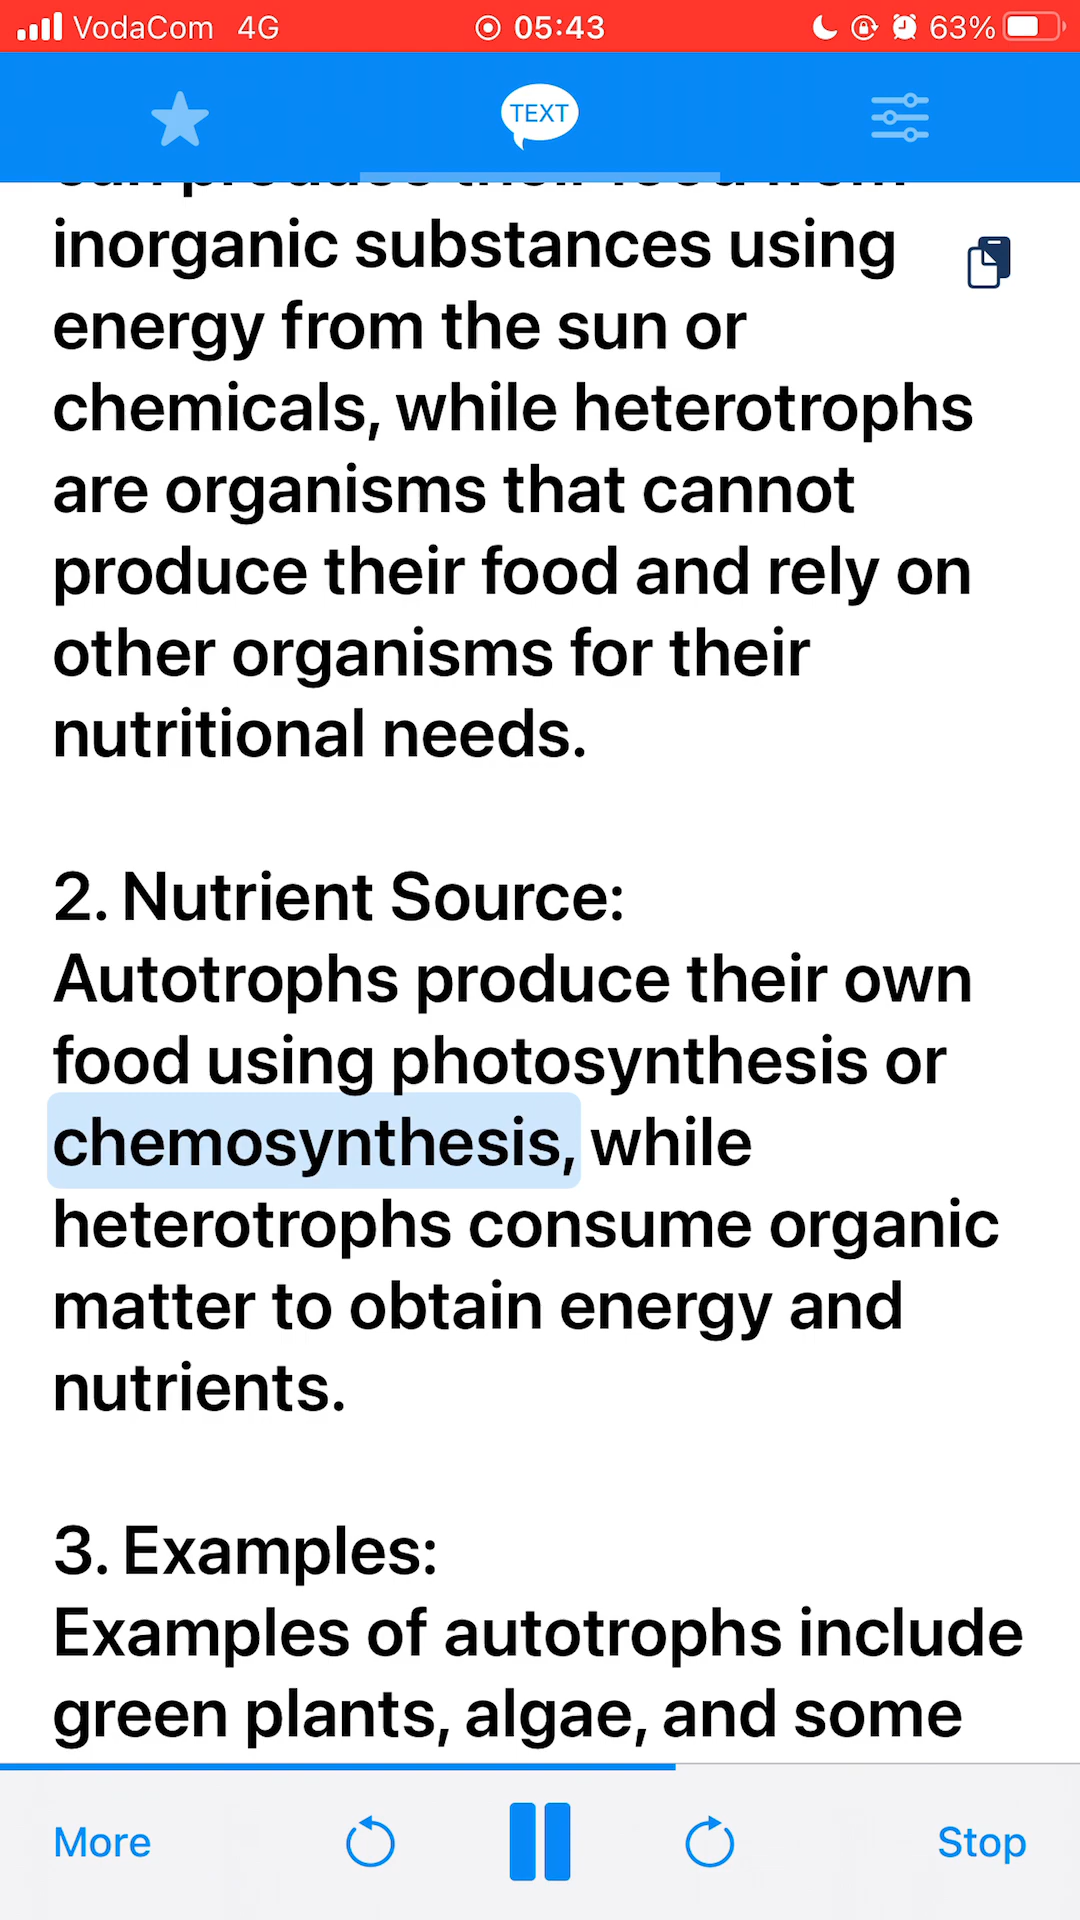 VodaCom 4G 05:43 63%
TEXT
inorganic substances using
energy from the sun or
chemicals, while heterotrophs
are organisms that cannot
produce their food and rely on
other organisms for their
nutritional needs.
2. Nutrient Source:
Autotrophs produce their own
food using photosynthesis or
chemosynthesis, while
heterotrophs consume organic
matter to obtain energy and
nutrients.
3. Examples:
Examples of autotrophs include
green plants, algae, and some
More Stop